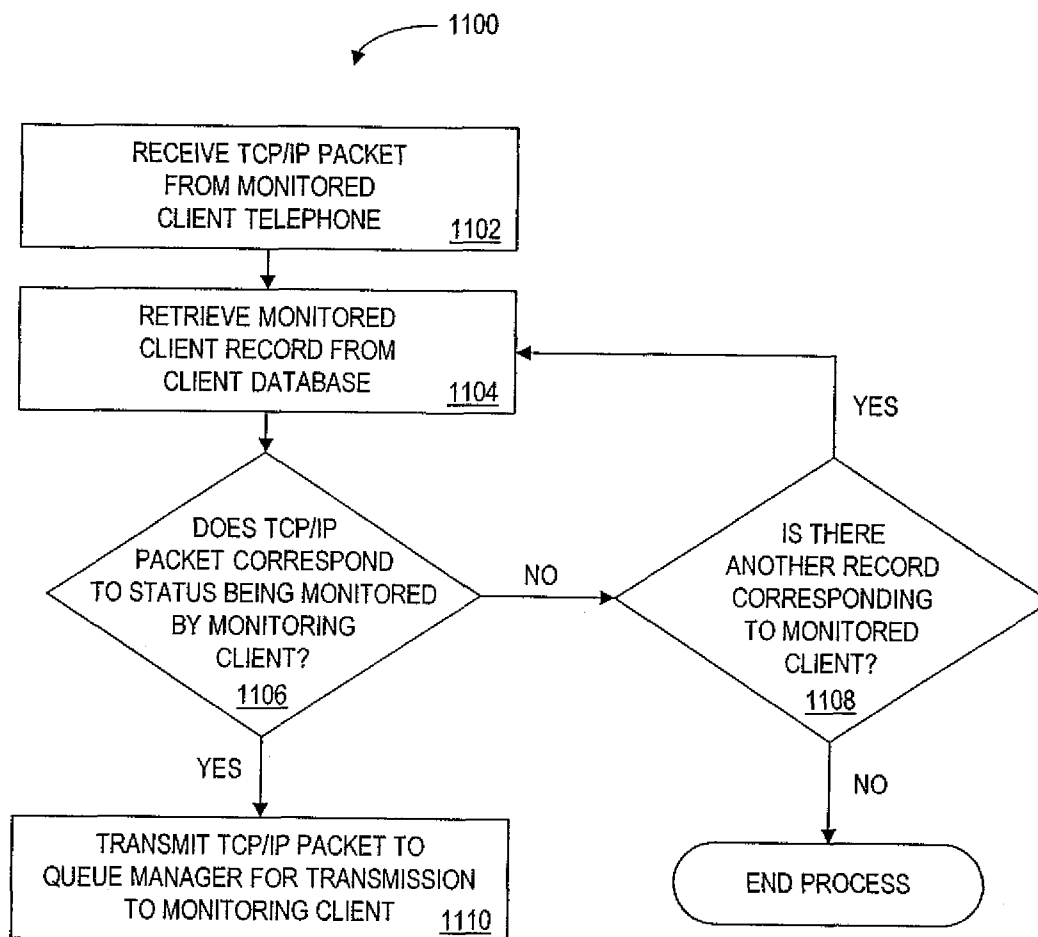 1100
RECEIVE TCP/IP PACKET
FROM MONITORED
CLIENT TELEPHONE
1102
RETRIEVE MONITORED
CLIENT RECORD FROM
CLIENT DATABASE
1104
YES
DOES TCP/IP
PACKET CORRESPOND
TO STATUS BEING MONITORED
BY MONITORING
CLIENT?
1106
NO
IS THERE
ANOTHER RECORD
CORRESPONDING
TO MONITORED
CLIENT?
1108
YES
NO
TRANSMIT TCP/IP PACKET TO
QUEUE MANAGER FOR TRANSMISSION
TO MONITORING CLIENT
1110
END PROCESS